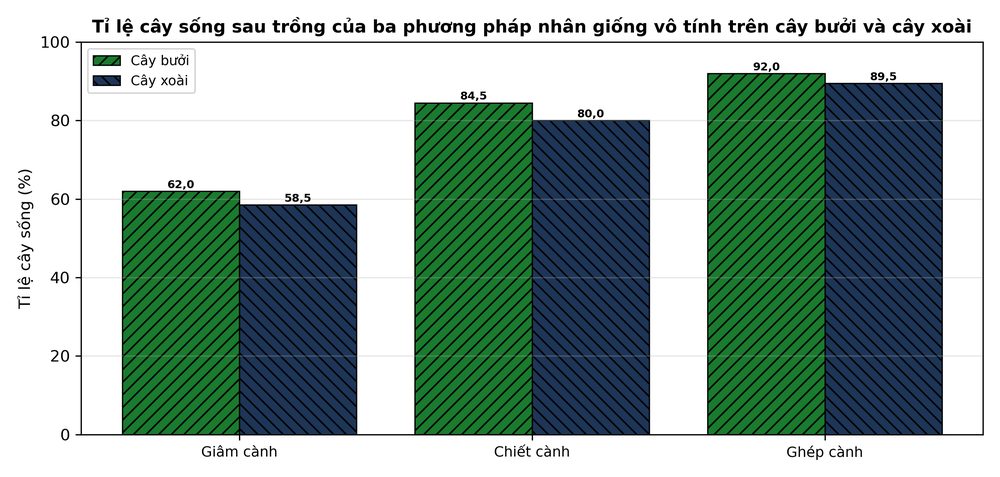 Tỉ lệ cây sống sau trồng của ba phương pháp nhân giống vô tính trên cây bưởi và cây xoài
Tỉ lệ cây sống (%)
100
80
60
40
20
0
Cây bưởi
Cây xoài
62,0
58,5
84,5
80,0
92,0
89,5
Giâm cành
Chiết cành
Ghép cành